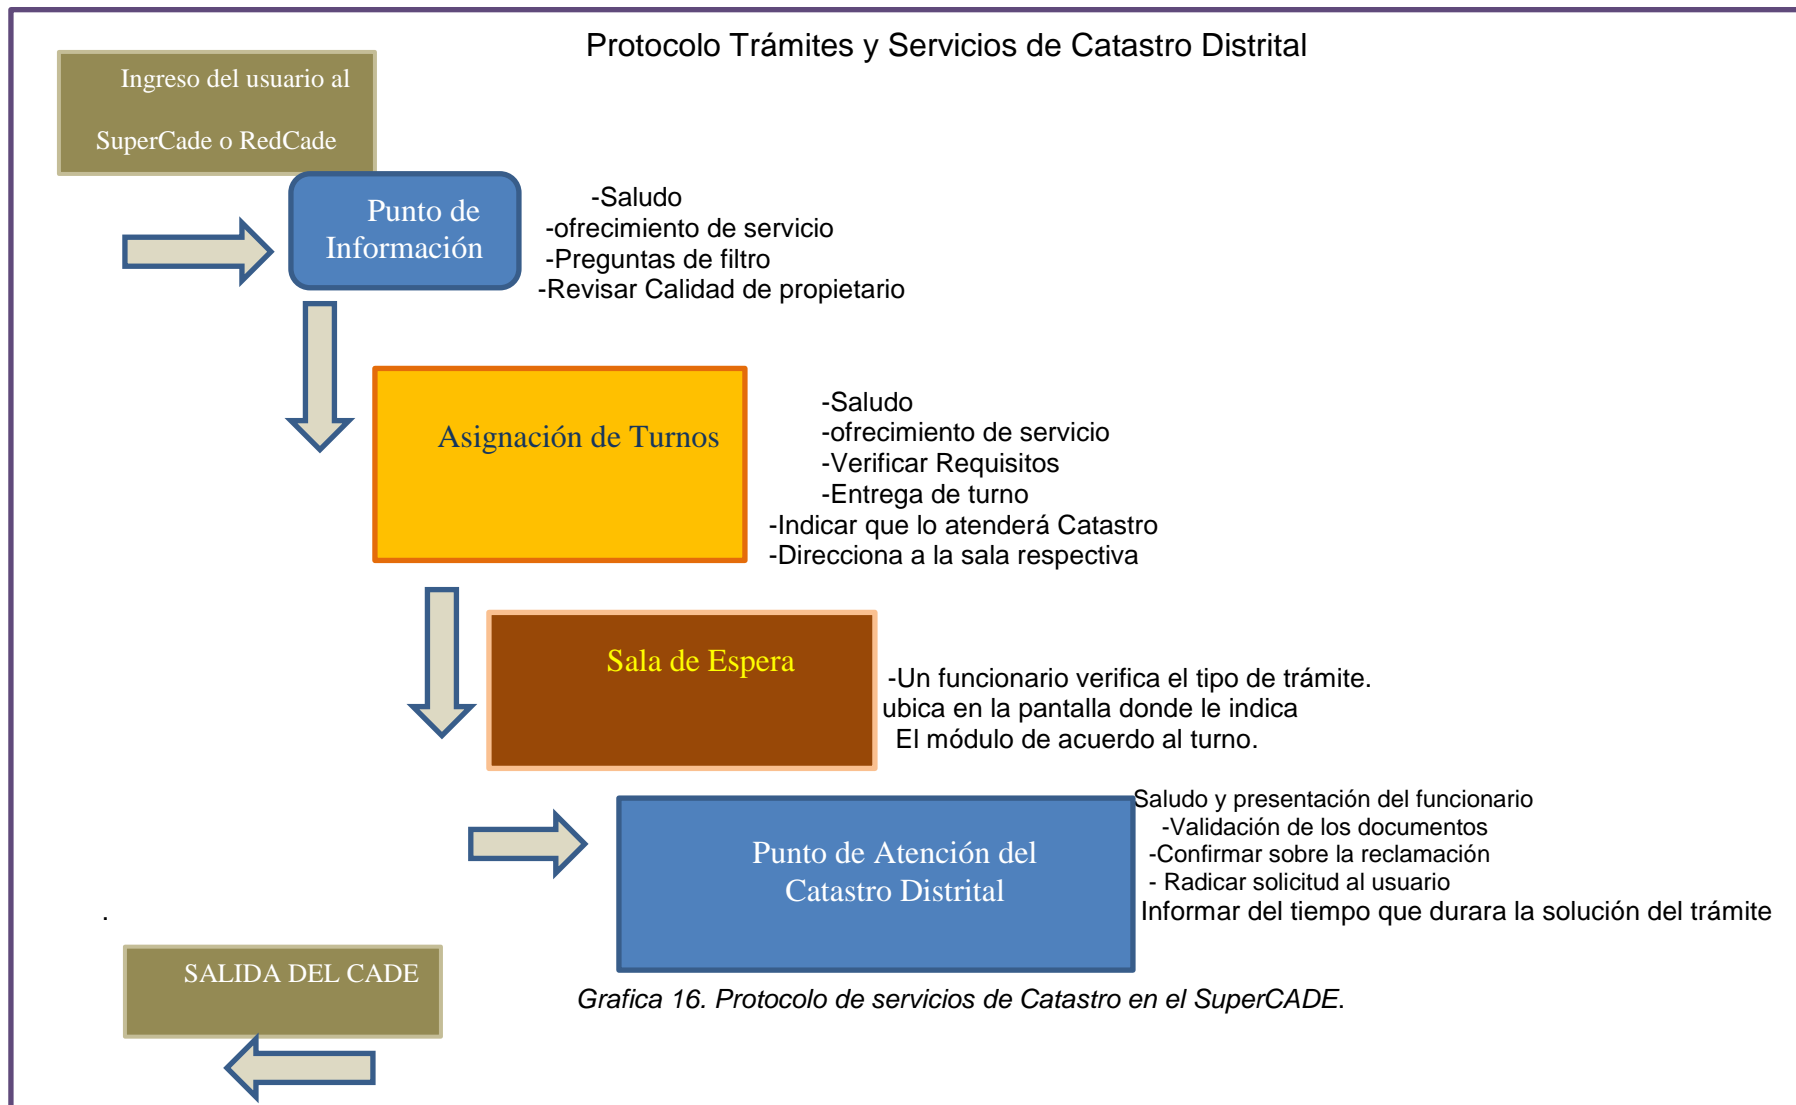 Protocolo Trámites y Servicios de Catastro Distrital
Ingreso del usuario al
SuperCade o RedCade
Punto de
Información
-Saludo
-ofrecimiento de servicio
-Preguntas de filtro
-Revisar Calidad de propietario
Asignación de Turnos
-Saludo
-ofrecimiento de servicio
-Verificar Requisitos
-Entrega de turno
-Indicar que lo atenderá Catastro
-Direcciona a la sala respectiva
Sala de Espera
-Un funcionario verifica el tipo de trámite.
ubica en la pantalla donde le indica
El módulo de acuerdo al turno.
Punto de Atención del
Catastro Distrital
Saludo y presentación del funcionario
-Validación de los documentos
-Confirmar sobre la reclamación
- Radicar solicitud al usuario
Informar del tiempo que durara la solución del trámite
.
SALIDA DEL CADE
Grafica 16. Protocolo de servicios de Catastro en el SuperCADE.